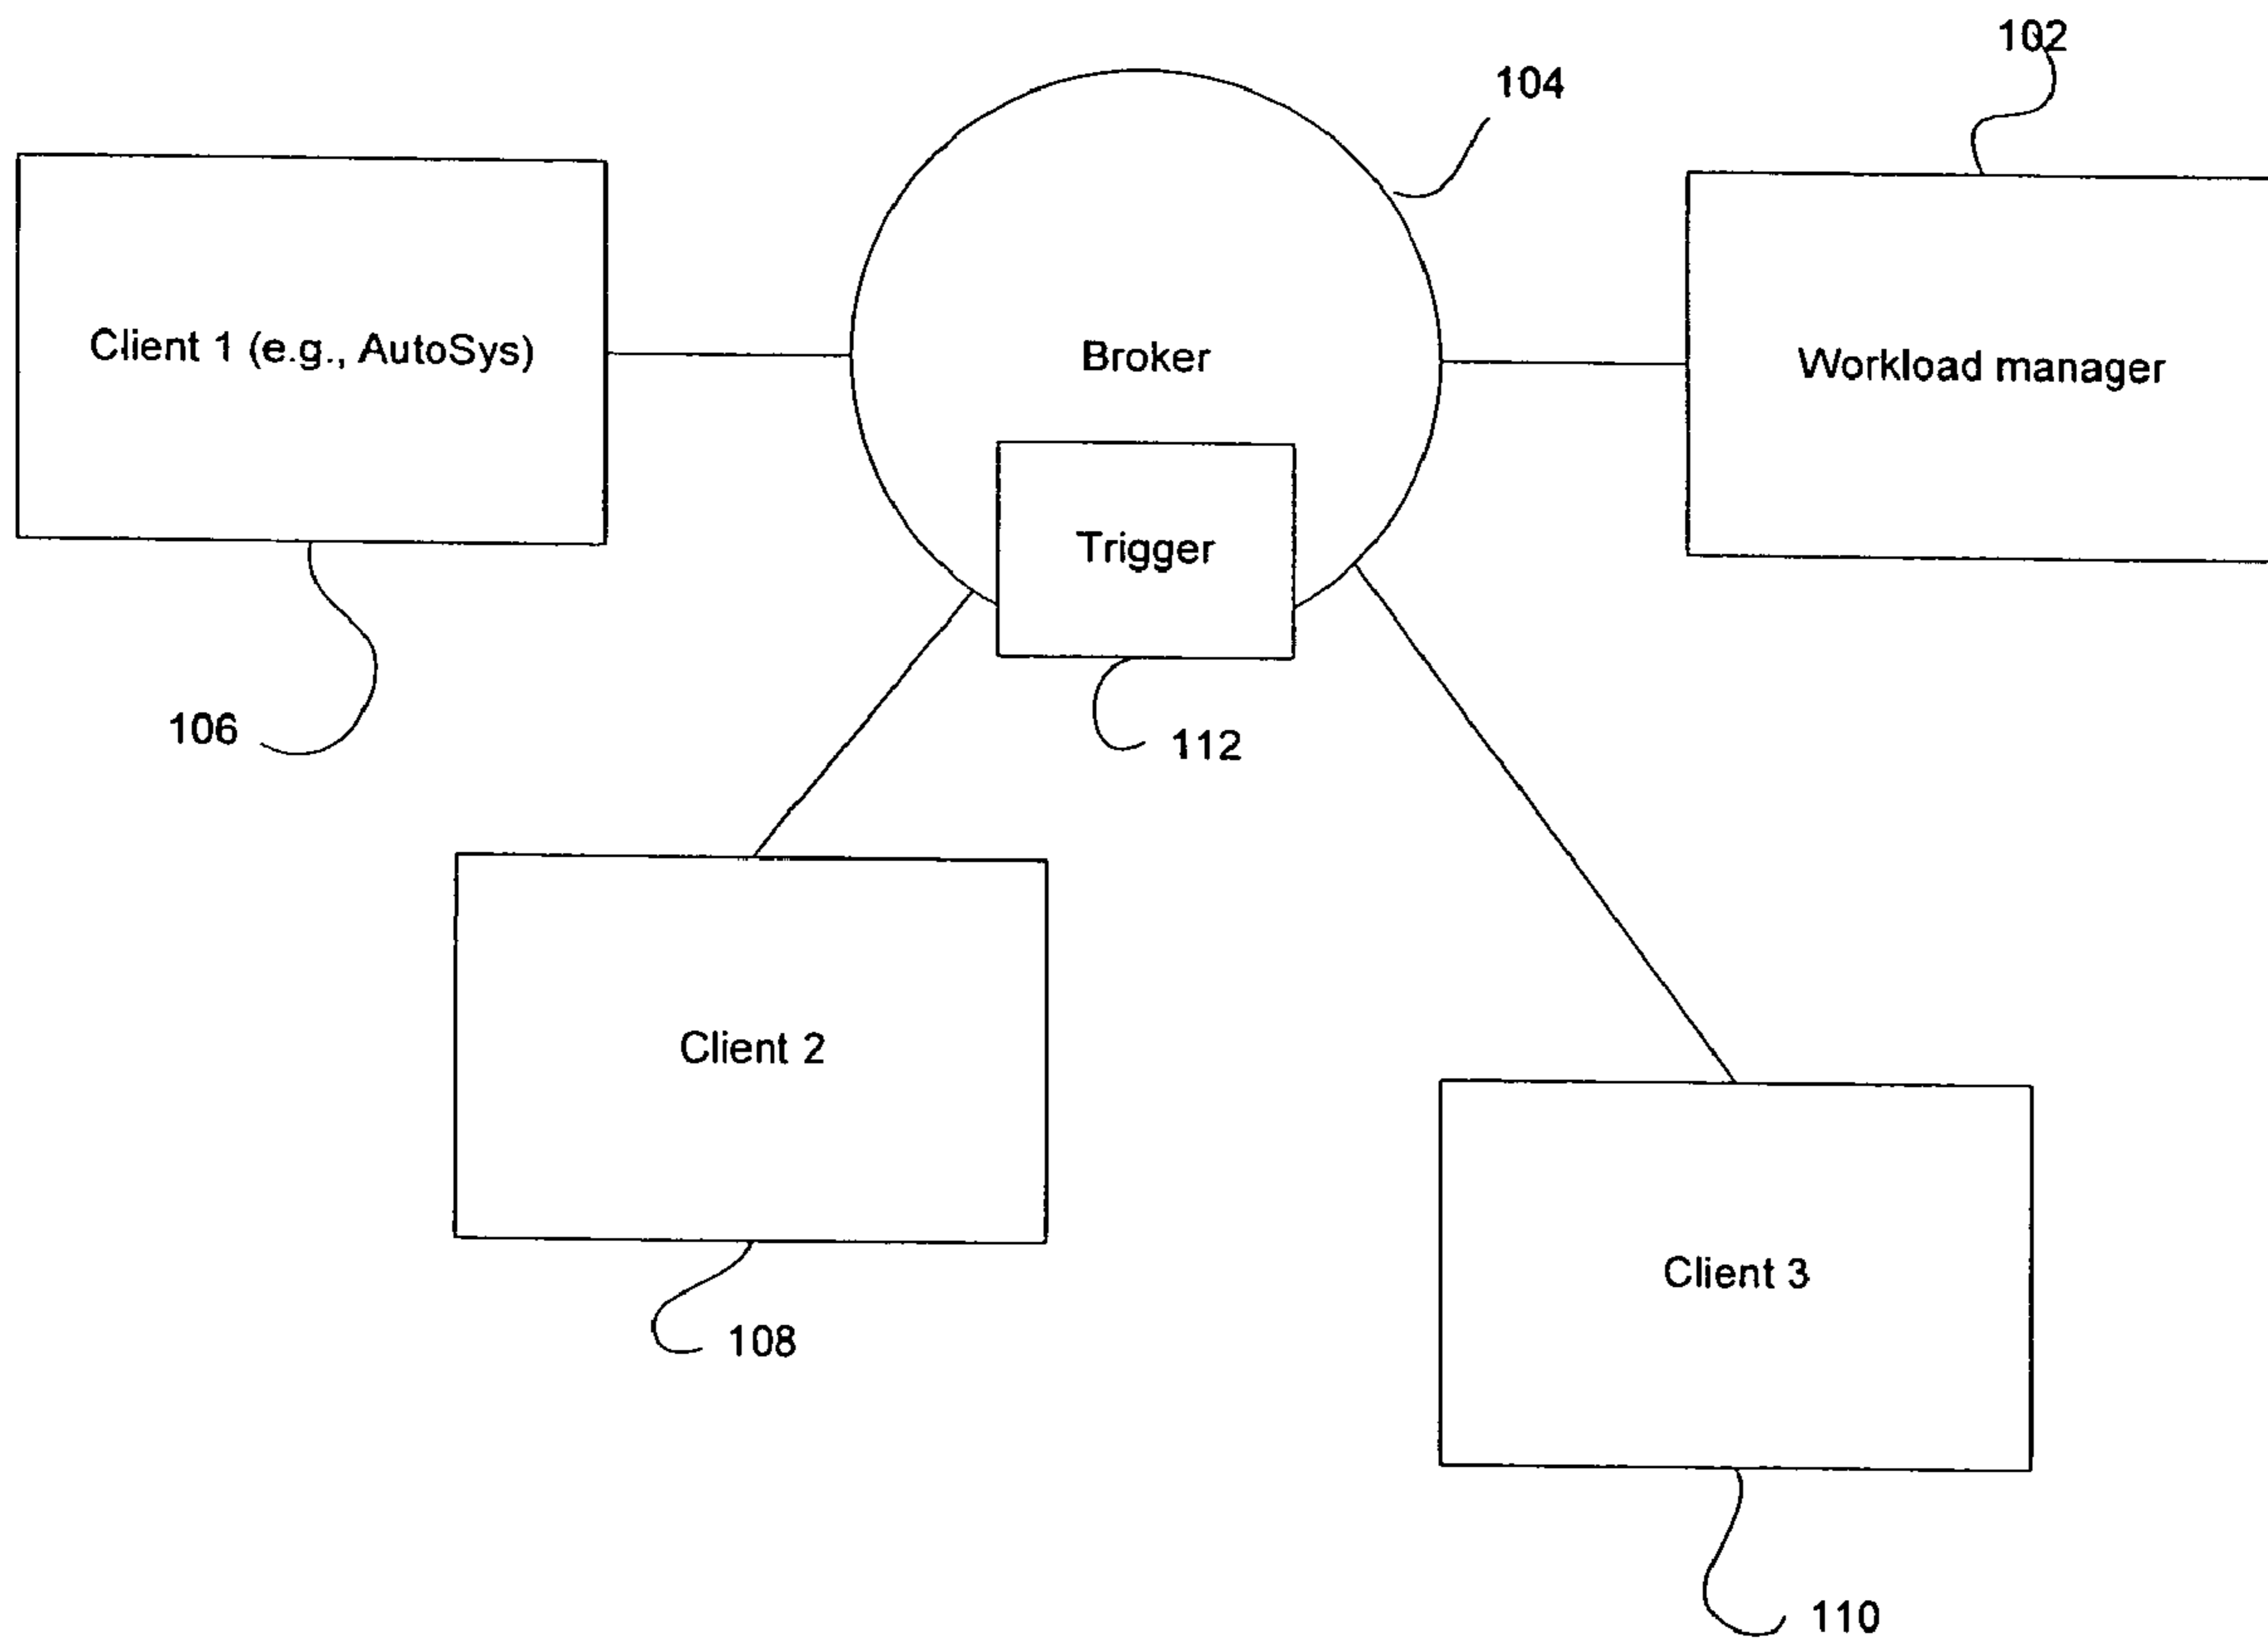 102
104
Client 1 (e.g., AutoSys)
Broker
Workload manager
Trigger
106
112
Client 2
Client 3
108
110